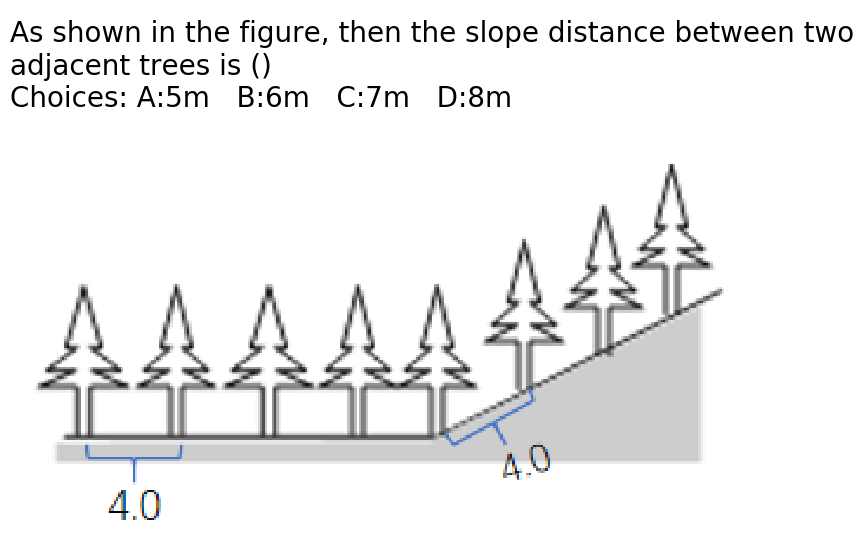 As shown in the figure, then the slope distance between two
adjacent trees is ()
Choices: A:5m   B:6m   C:7m   D:8m
4.0
4.0